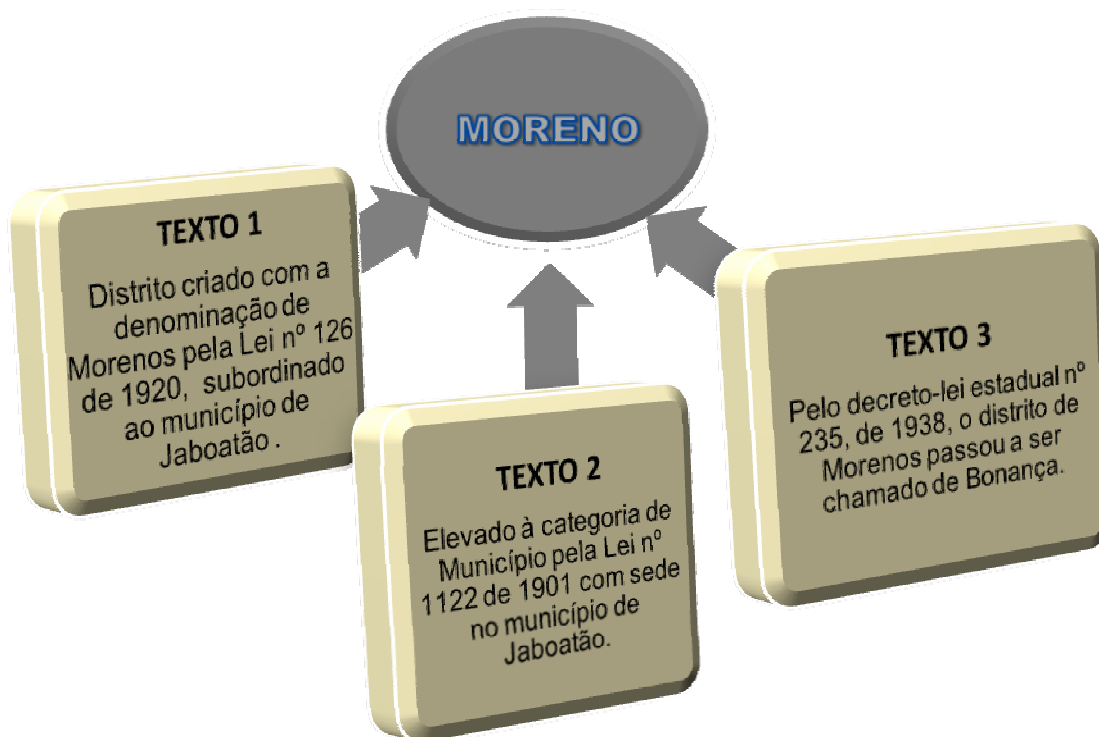 MORENO
TEXTO 1
Distrito criado com a
denominação de
Morenos pela Lei nº 126
de 1920,  subordinado
ao município de
Jaboatão .
TEXTO 2
Elevado à categoria de
Município pela Lei nº
1122 de 1901 com sede
no município de
Jaboatão.
TEXTO 3
Pelo decreto-lei estadual nº
235, de 1938, o distrito de
Morenos passou a ser
chamado de Bonança.